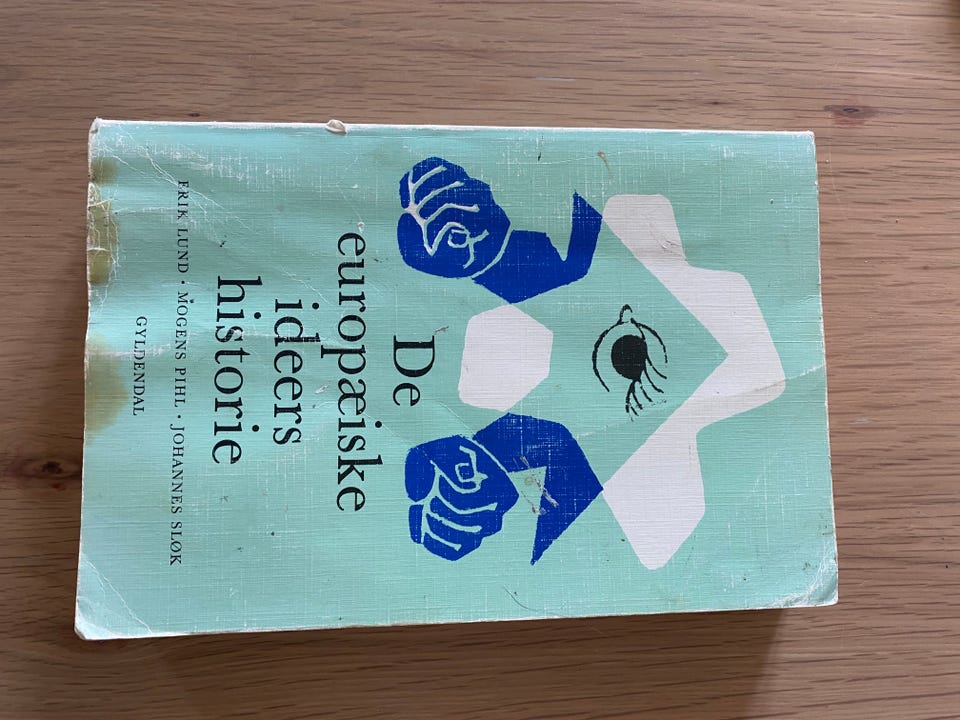 De
europæiske
ideers
historie
ERIK LUND · MOGENS PIHL · JOHANNES SLØK
GYLDENDAL